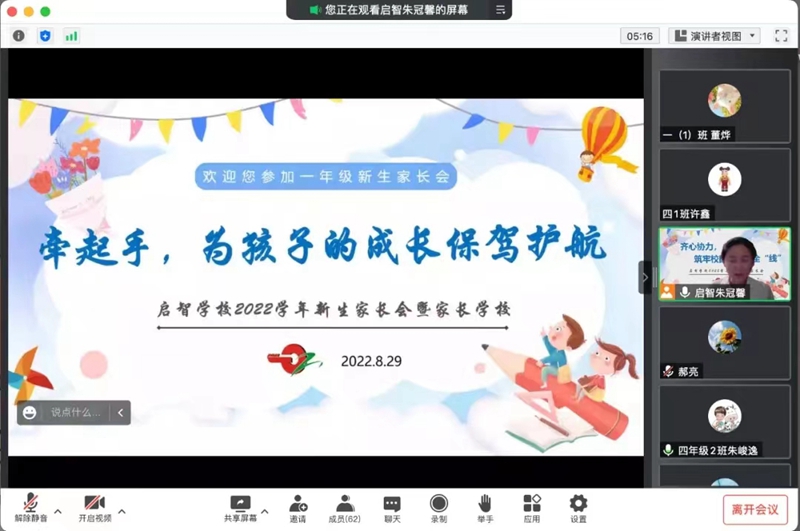 您正在观看启智朱冠馨的屏幕
05:16
演讲者视图
欢迎您参加一年级新生家长会
牵起手，为孩子的成长保驾护航
启智学校2022学年新生家长会暨家长学校
2022.8.29
说点什么...
一（1）班 董烨
四1班许鑫
齐心协力，
筑牢校
全“线”
启智朱冠馨
郝亮
四年级2班朱峻逸
解除静音
开启视频
共享屏幕
邀请
成员(62)
聊天
录制
举手
应用
设置
离开会议